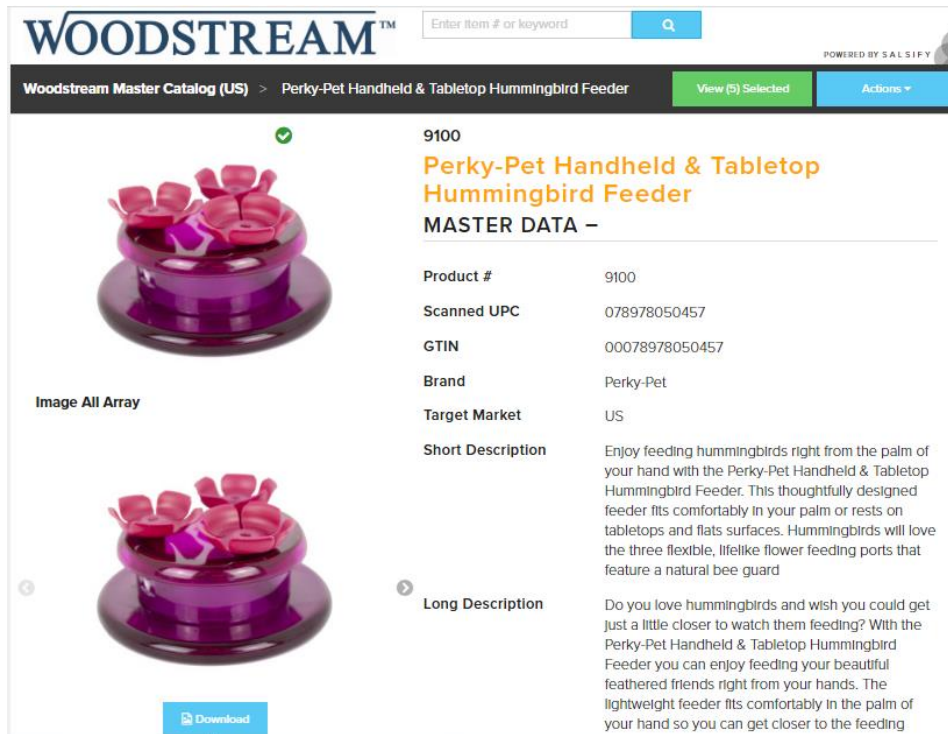 WOODSTREAM™
Enter Item # or keyword
POWERED BY SALSIFY
Woodstream Master Catalog (US) > Perky-Pet Handheld & Tabletop Hummingbird Feeder
View (5) Selected
Actions
9100
Perky-Pet Handheld & Tabletop
Hummingbird Feeder
MASTER DATA –
Product # 9100
Scanned UPC 078978050457
GTIN 00078978050457
Brand Perky-Pet
Target Market US
Short Description Enjoy feeding hummingbirds right from the palm of
your hand with the Perky-Pet Handheld & Tabletop
Hummingbird Feeder. This thoughtfully designed
feeder fits comfortably in your palm or rests on
tabletops and flats surfaces. Hummingbirds will love
the three flexible, lifelike flower feeding ports that
feature a natural bee guard
Long Description Do you love hummingbirds and wish you could get
just a little closer to watch them feeding? With the
Perky-Pet Handheld & Tabletop Hummingbird
Feeder you can enjoy feeding your beautiful
feathered friends right from your hands. The
lightweight feeder fits comfortably in the palm of
your hand so you can get closer to the feeding
Image All Array
Download